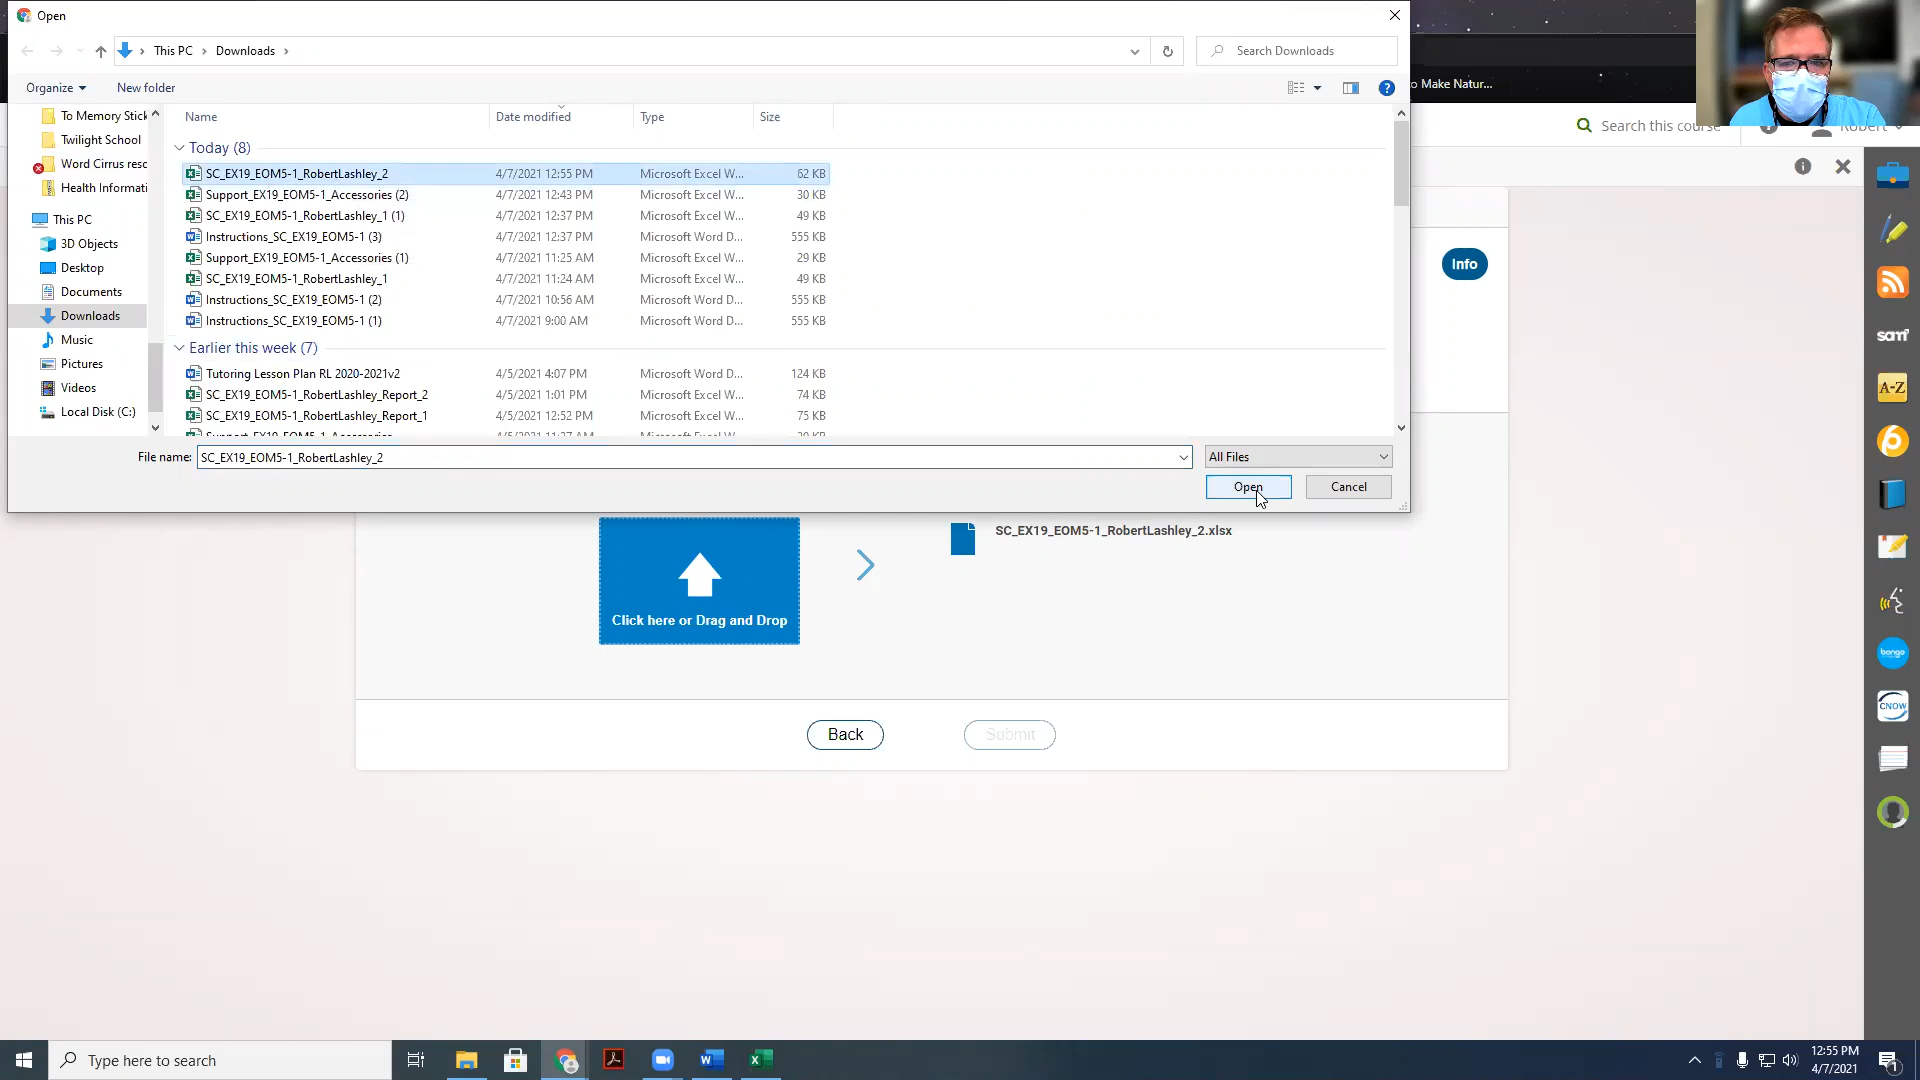 Open
This PC
Downloads
Search Downloads
Organize
New folder
to Make Natur...
Name
Date modified
Type
Size
To Memory Stick
Twilight School
Word Cirrus reso
Health Informati
This PC
3D Objects
Desktop
Documents
Downloads
Music
Pictures
Videos
Local Disk (C:)
Today (8)
SC_EX19_EOM5-1_RobertLashley_2 4/7/2021 12:55 PM Microsoft Excel W... 62 KB
Support_EX19_EOM5-1_Accessories (2) 4/7/2021 12:43 PM Microsoft Excel W... 30 KB
SC_EX19_EOM5-1_RobertLashley_1 (1) 4/7/2021 12:37 PM Microsoft Excel W... 49 KB
Instructions_SC_EX19_EOM5-1 (3) 4/7/2021 12:37 PM Microsoft Word D... 555 KB
Support_EX19_EOM5-1_Accessories (1) 4/7/2021 11:25 AM Microsoft Excel W... 29 KB
SC_EX19_EOM5-1_RobertLashley_1 4/7/2021 11:24 AM Microsoft Excel W... 49 KB
Instructions_SC_EX19_EOM5-1 (2) 4/7/2021 10:56 AM Microsoft Word D... 555 KB
Instructions_SC_EX19_EOM5-1 (1) 4/7/2021 9:00 AM Microsoft Word D... 555 KB
Earlier this week (7)
Tutoring Lesson Plan RL 2020-2021v2 4/5/2021 4:07 PM Microsoft Word D... 124 KB
SC_EX19_EOM5-1_RobertLashley_Report_2 4/5/2021 1:01 PM Microsoft Excel W... 74 KB
SC_EX19_EOM5-1_RobertLashley_Report_1 4/5/2021 12:52 PM Microsoft Excel W... 75 KB
File name: SC_EX19_EOM5-1_RobertLashley_2
All Files
Open
Cancel
Search this course
Robert
Info
sam
A-Z
bongo
CNOW
SC_EX19_EOM5-1_RobertLashley_2.xlsx
Click here or Drag and Drop
Back
Submit
Type here to search
12:55 PM
4/7/2021
1